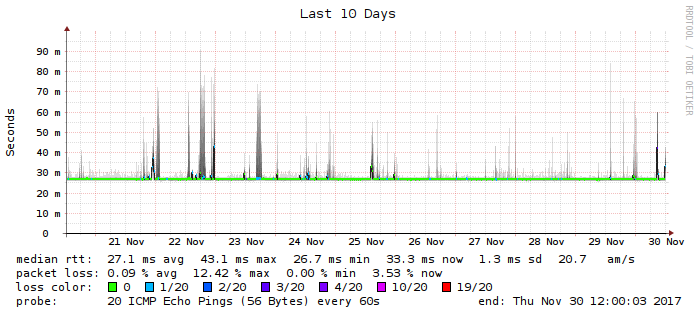 Last 10 Days
RRDTOOL / TOBI OETIKER
Seconds
90 m
80 m
70 m
60 m
50 m
40 m
30 m
20 m
10 m
0
21 Nov 22 Nov 23 Nov 24 Nov 25 Nov 26 Nov 27 Nov 28 Nov 29 Nov 30 Nov
median rtt: 27.1 ms avg 43.1 ms max 26.7 ms min 33.3 ms now 1.3 ms sd 20.7 am/s
packet loss: 0.09 % avg 12.42 % max 0.00 % min 3.53 % now
loss color: 0 1/20 2/20 3/20 4/20 10/20 19/20
probe: 20 ICMP Echo Pings (56 Bytes) every 60s end: Thu Nov 30 12:00:03 2017